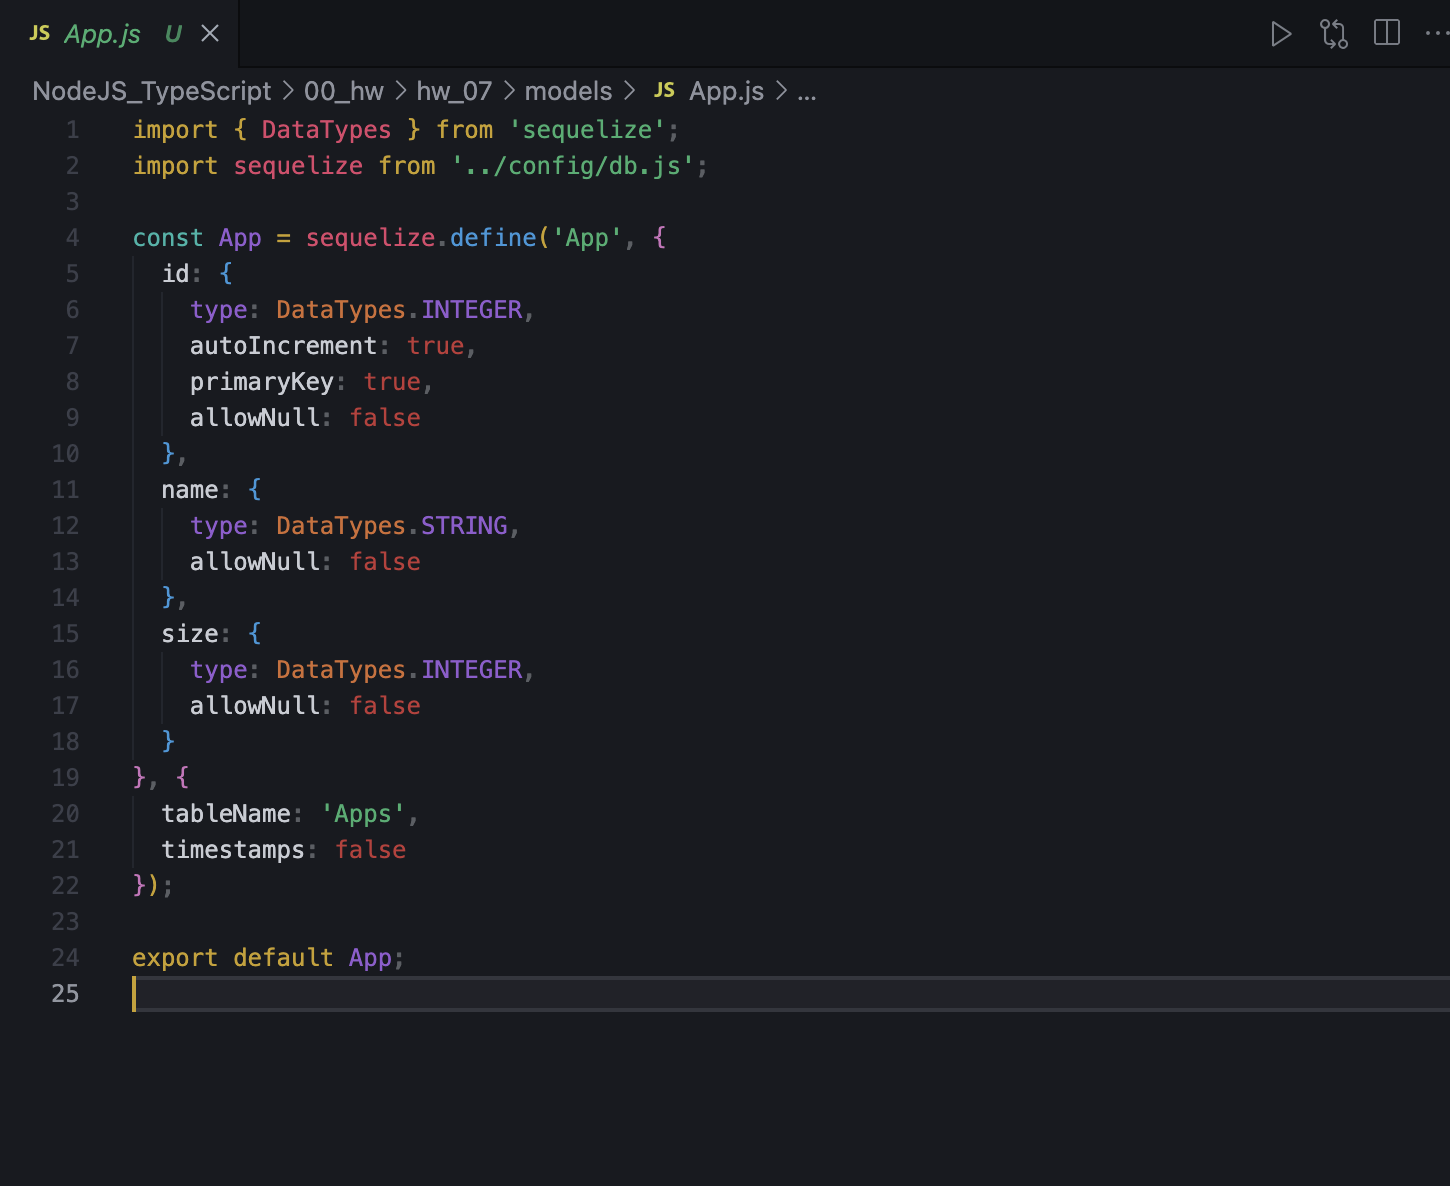 JS App.js U
NodeJS_TypeScript > 00_hw > hw_07 > models > JS App.js > ...
1 import { DataTypes } from 'sequelize';
2 import sequelize from '../config/db.js';
3
4 const App = sequelize.define('App', {
5   id: {
6     type: DataTypes.INTEGER,
7     autoIncrement: true,
8     primaryKey: true,
9     allowNull: false
10   },
11   name: {
12     type: DataTypes.STRING,
13     allowNull: false
14   },
15   size: {
16     type: DataTypes.INTEGER,
17     allowNull: false
18   }
19 }, {
20   tableName: 'Apps',
21   timestamps: false
22 });
23
24 export default App;
25